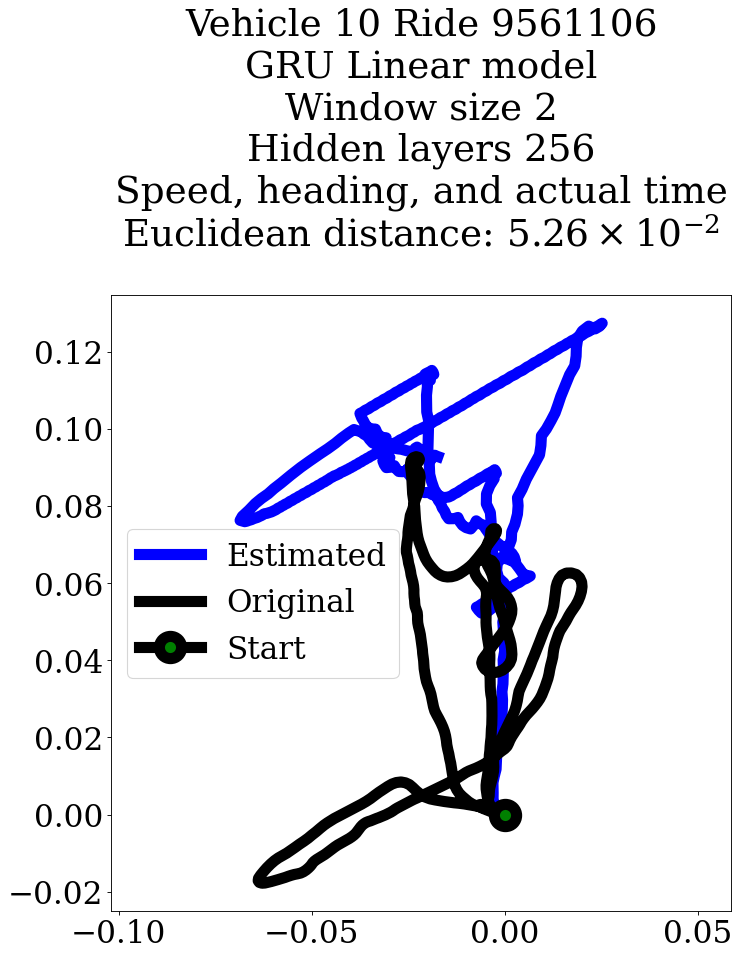 Vehicle 10 Ride 9561106
GRU Linear model
Window size 2
Hidden layers 256
Speed, heading, and actual time
Euclidean distance: 5.26 × 10⁻²
0.12
0.10
0.08
0.06
0.04
0.02
0.00
−0.02
Estimated
Original
Start
−0.10
−0.05
0.00
0.05